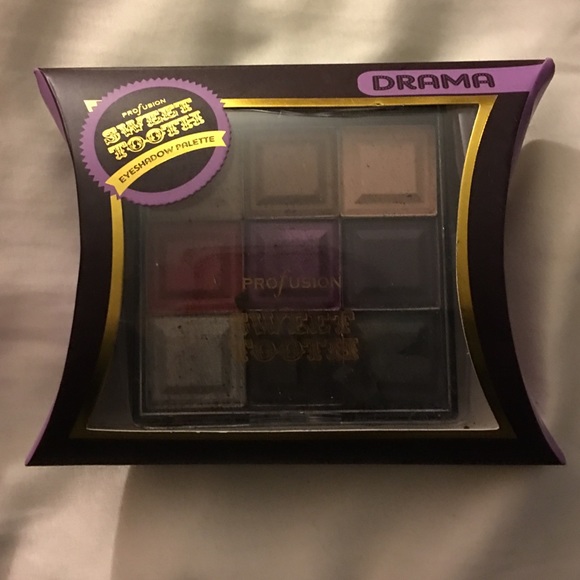 DRAMA
PROFUSION
SWEET
TOOTH
EYESHADOW PALETTE
PROFUSION
SWEET
TOOTH